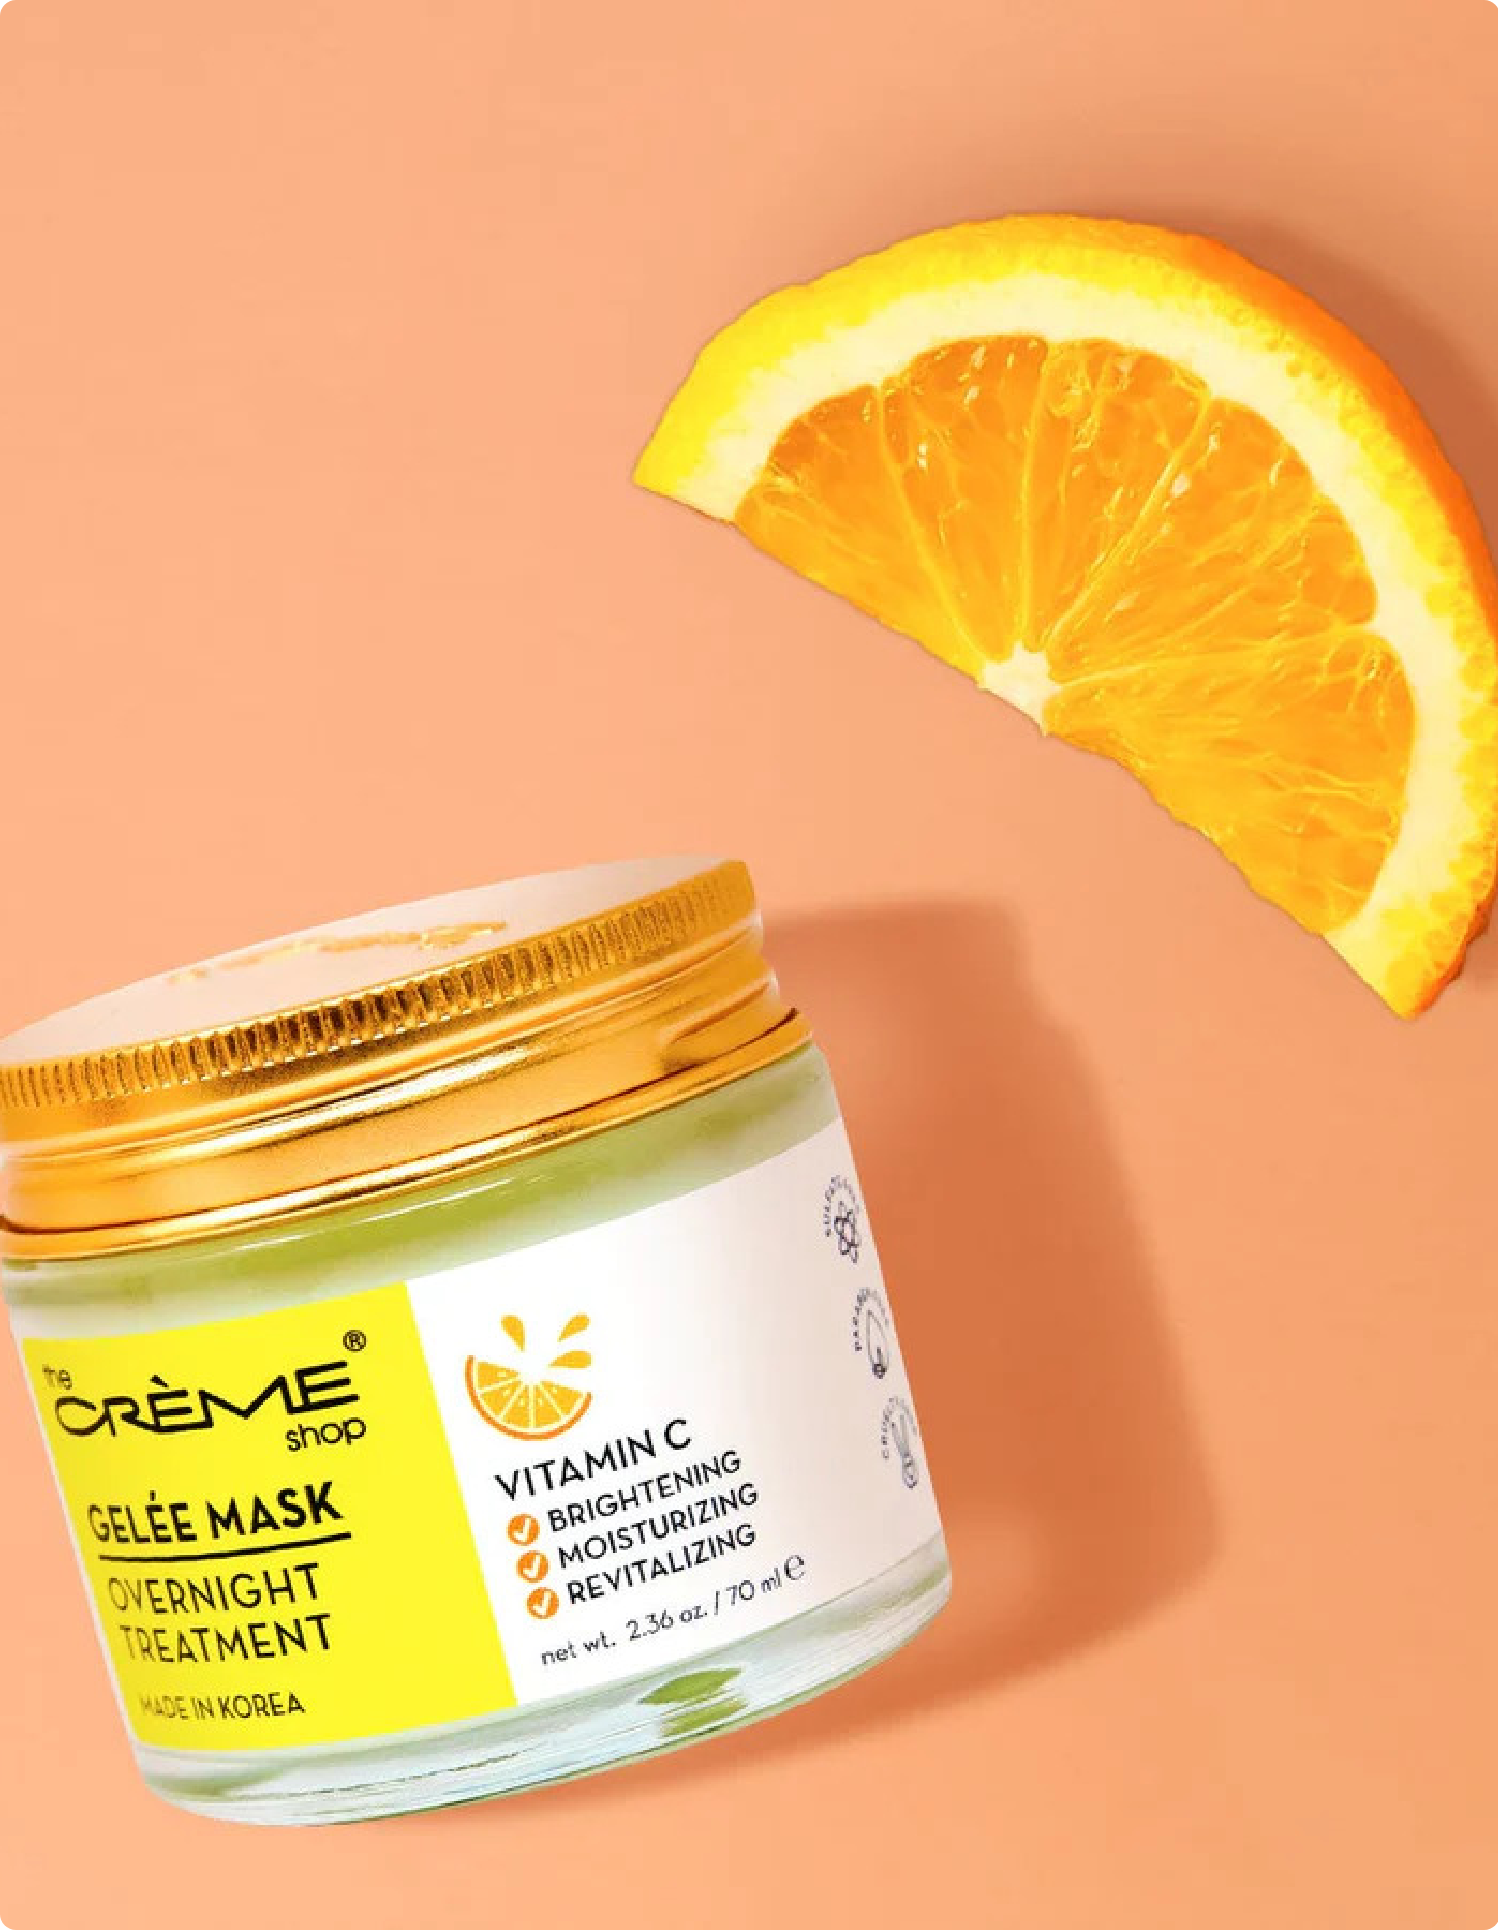 the
CRÈME®
shop
GELÉE MASK
OVERNIGHT
TREATMENT
MADE IN KOREA
VITAMIN C
BRIGHTENING
MOISTURIZING
REVITALIZING
net wt. 2.36 oz. / 70 ml ℮